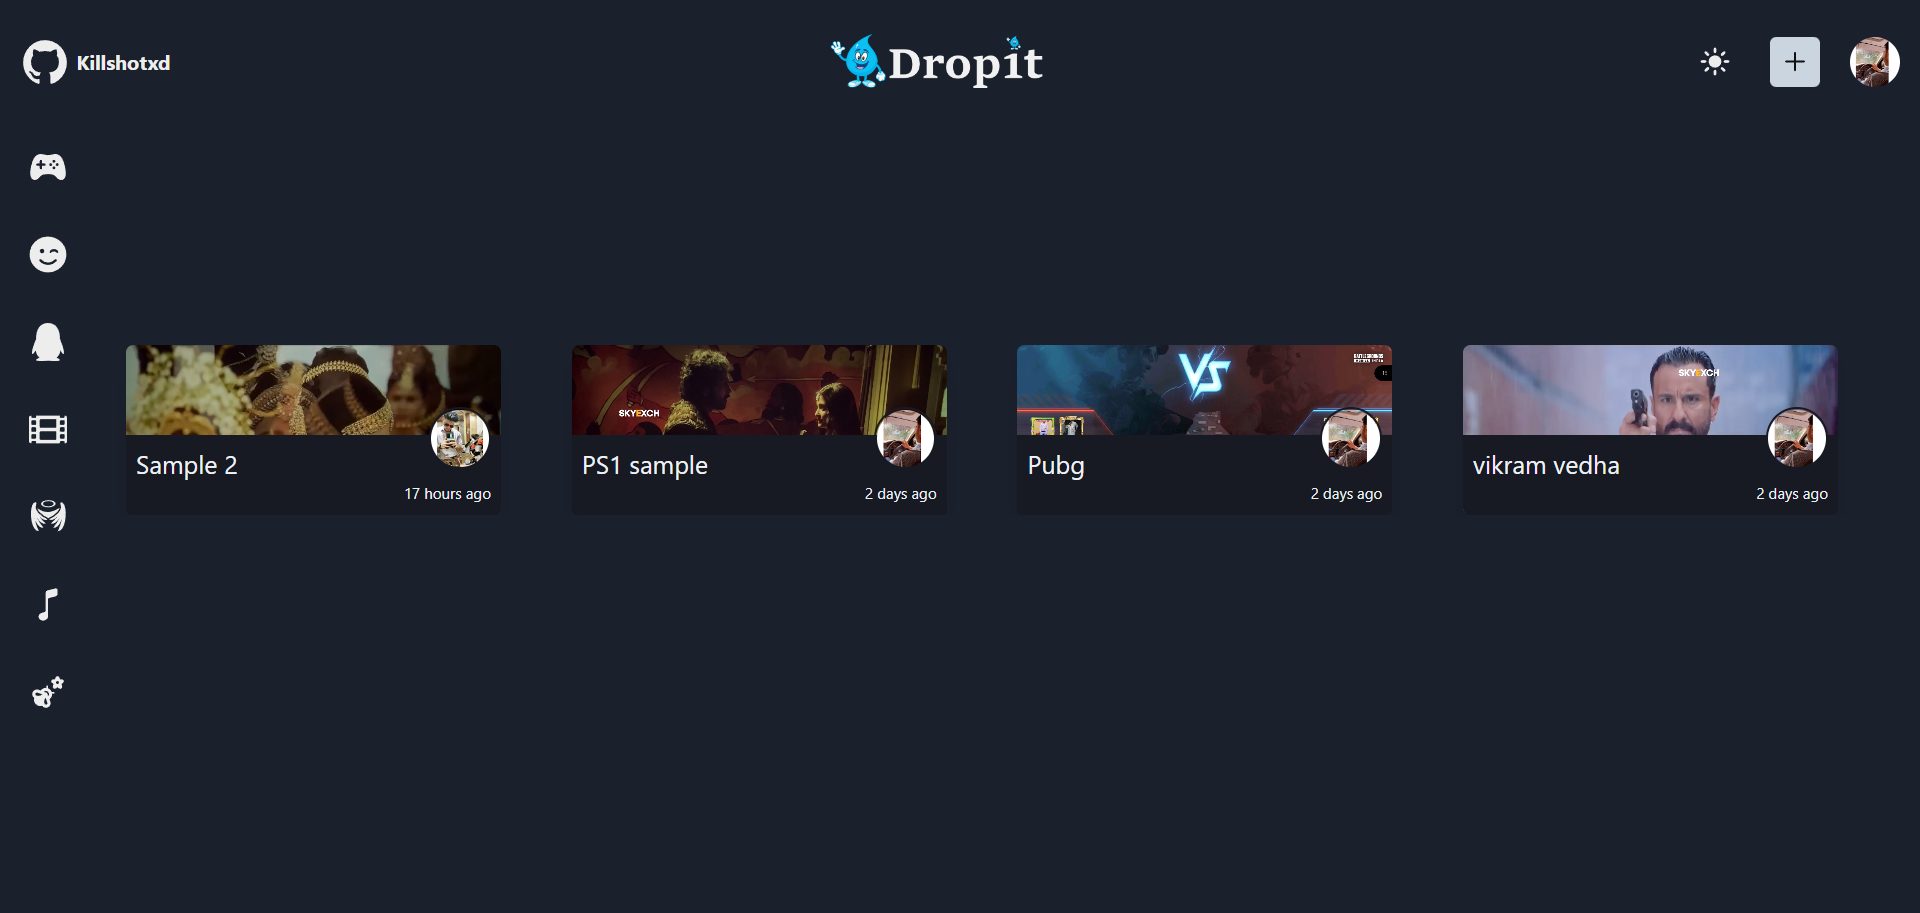 Killshotxd
Dropit
SKYEXCH
VS
SKYEXCH
Sample 2
17 hours ago
PS1 sample
2 days ago
Pubg
2 days ago
vikram vedha
2 days ago